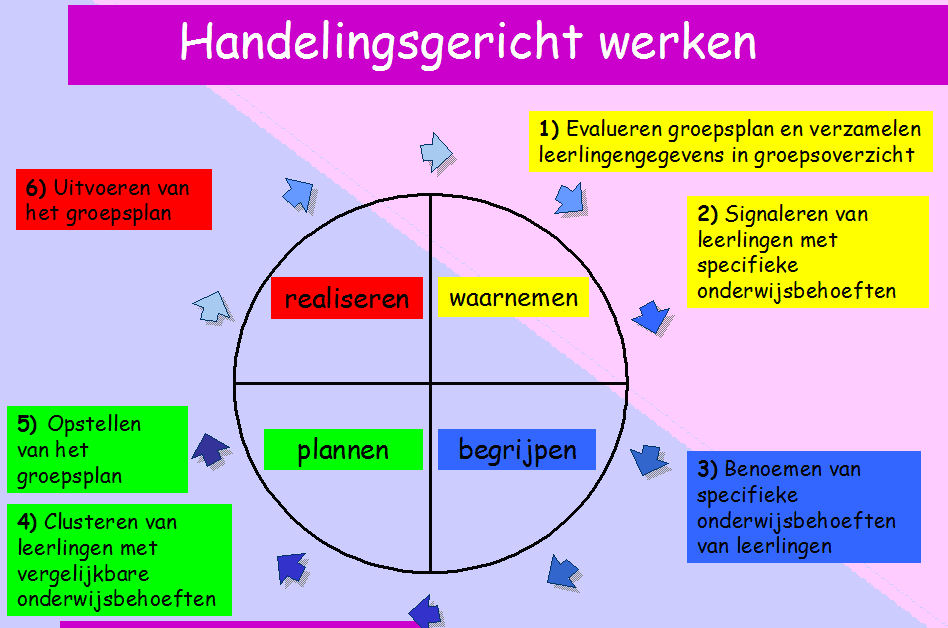 Handelingsgericht werken
1) Evalueren groepsplan en verzamelen
leerlingengegevens in groepsoverzicht
2) Signaleren van
leerlingen met
specifieke
onderwijsbehoeften
3) Benoemen van
specifieke
onderwijsbehoeften
van leerlingen
4) Clusteren van
leerlingen met
vergelijkbare
onderwijsbehoeften
5) Opstellen
van het
groepsplan
6) Uitvoeren van
het groepsplan
realiseren
waarnemen
plannen
begrijpen